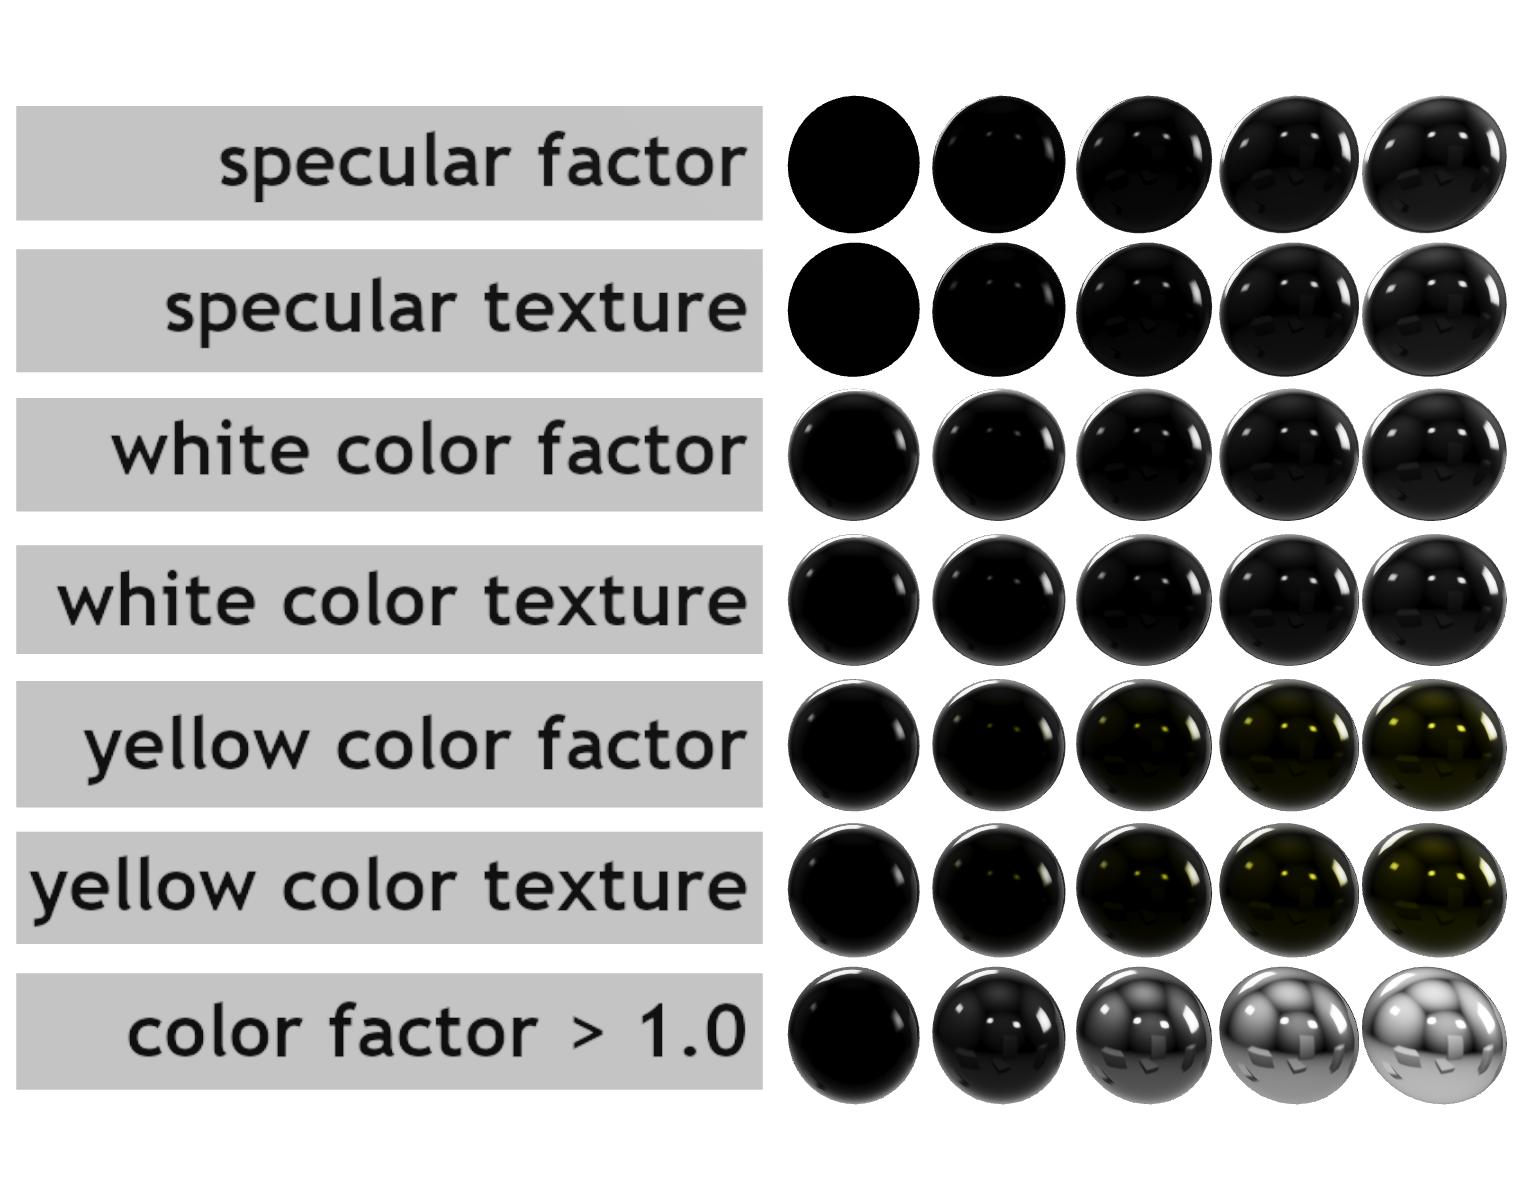 specular factor
specular texture
white color factor
white color texture
yellow color factor
yellow color texture
color factor > 1.0